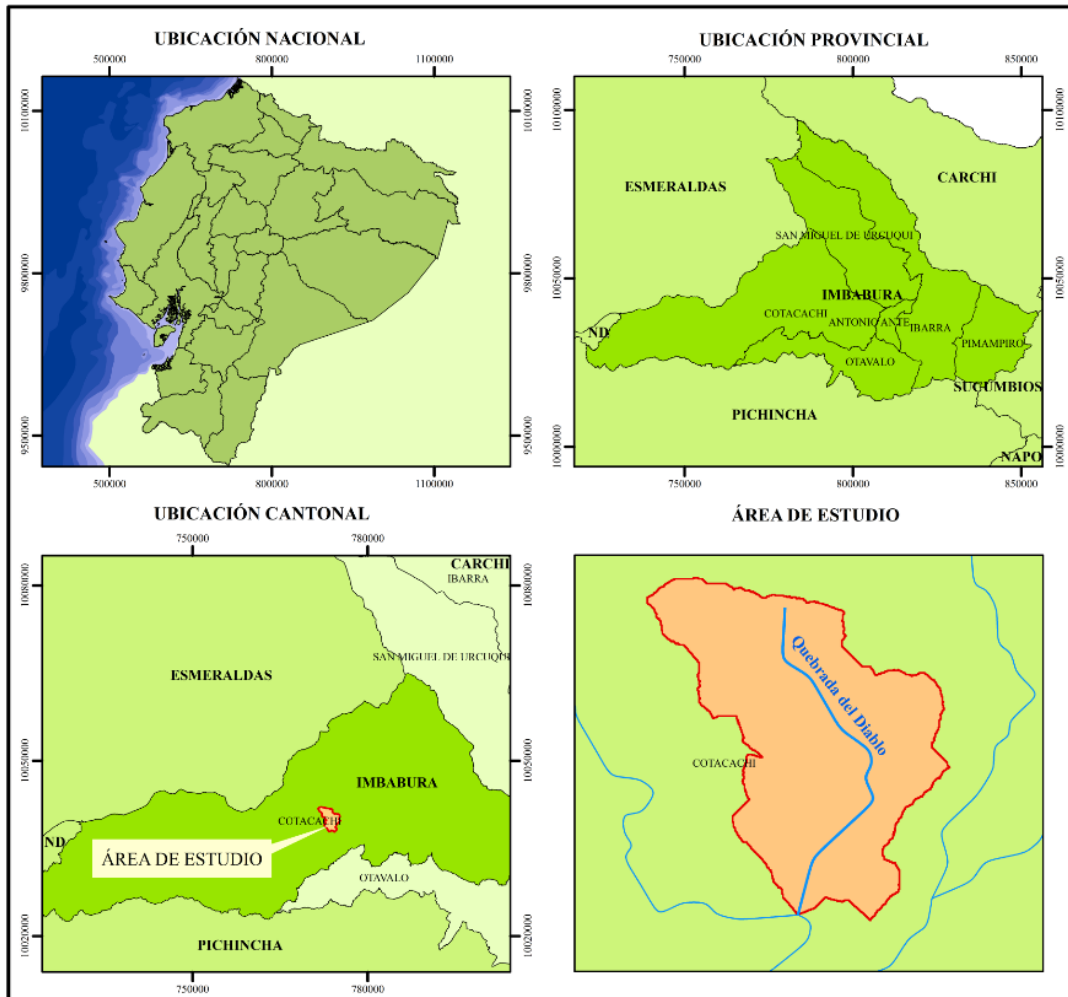 UBICACIÓN NACIONAL
500000
800000
1100000
10100000
10100000
9800000
9800000
9500000
9500000
500000
800000
1100000
UBICACIÓN PROVINCIAL
750000
800000
850000
10100000
10100000
ESMERALDAS
CARCHI
SAN MIGUEL DE URCUQUI
10050000
10050000
IMBABURA
COTACACHI
ANTONIO ANTE
IBARRA
ND
PIMAMPIRO
OTAVALO
SUCUMBIOS
PICHINCHA
10000000
10000000
NAPO
750000
800000
850000
UBICACIÓN CANTONAL
750000
780000
CARCHI
IBARRA
10080000
10080000
SAN MIGUEL DE URCUQUI
ESMERALDAS
10050000
10050000
IMBABURA
COTACACHI
ND
ÁREA DE ESTUDIO
OTAVALO
10020000
10020000
PICHINCHA
750000
780000
ÁREA DE ESTUDIO
Quebrada del Diablo
COTACACHI